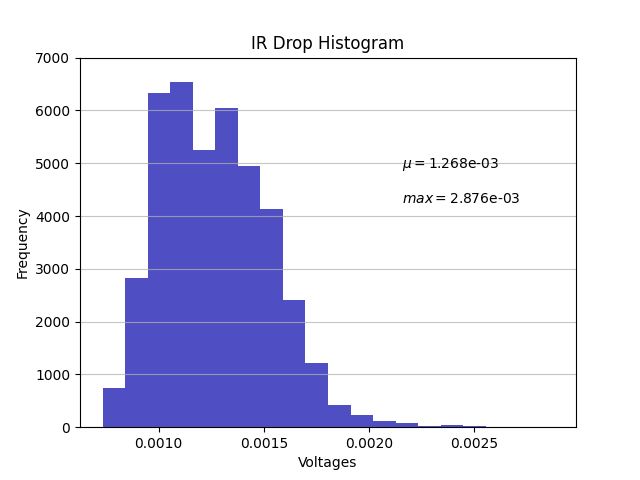 IR Drop Histogram
7000
6000
5000
4000
3000
2000
1000
0
Frequency
μ = 1.268e-03
max = 2.876e-03
0.0010 0.0015 0.0020 0.0025
Voltages